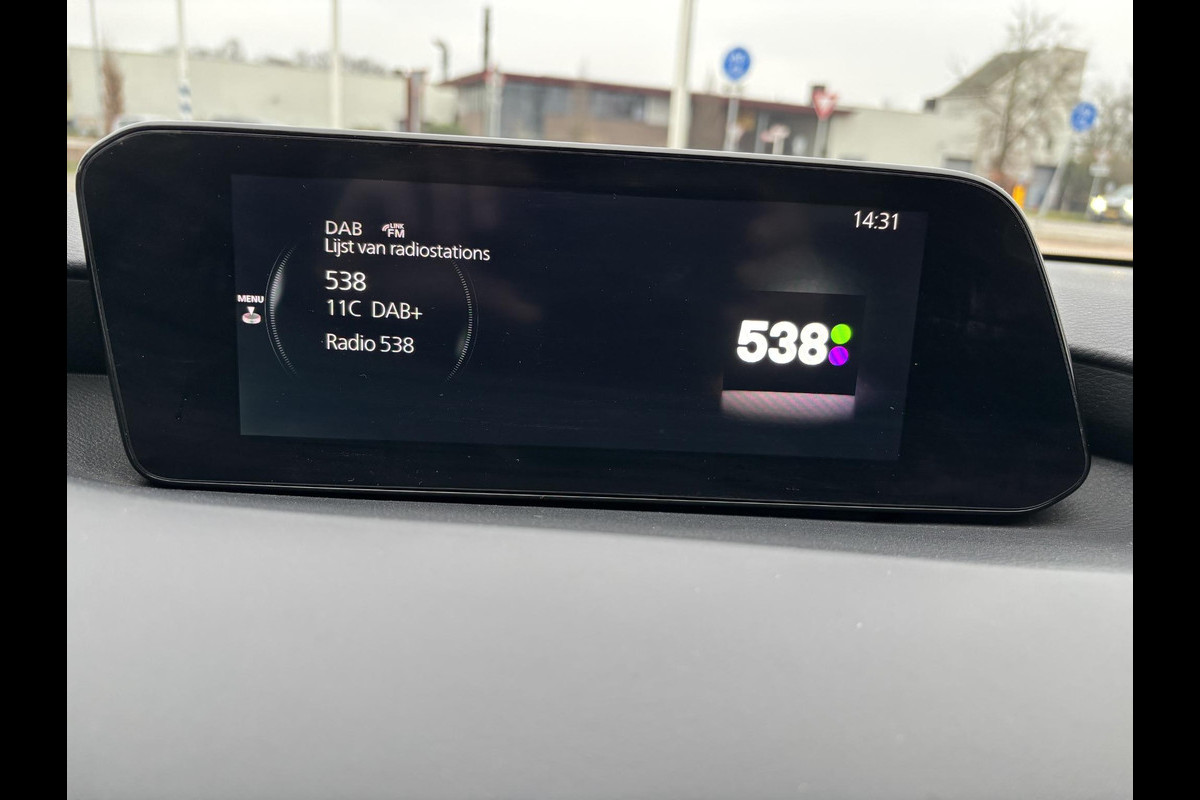 DAB LINK FM
14:31
Lijst van radiostations
538
MENU
11C DAB+
Radio 538
538